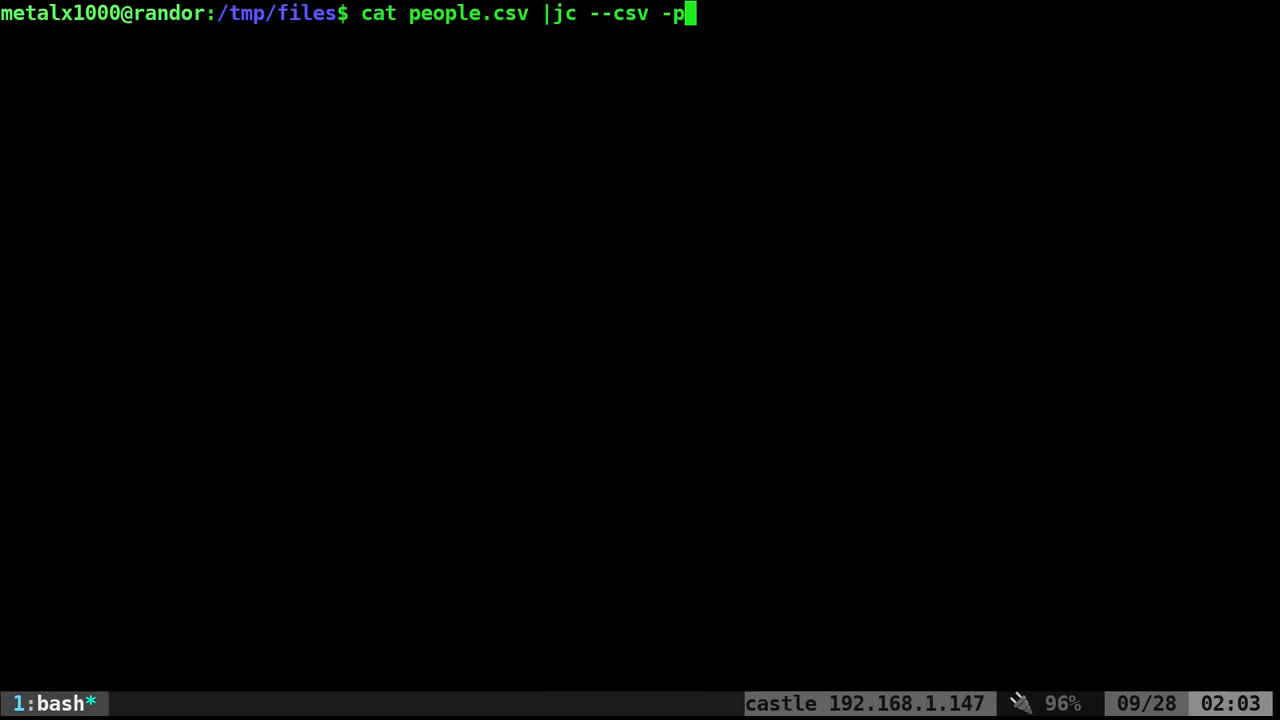 metalx1000@randor:/tmp/files$ cat people.csv |jc --csv -p
1:bash* castle 192.168.1.147 96% 09/28 02:03